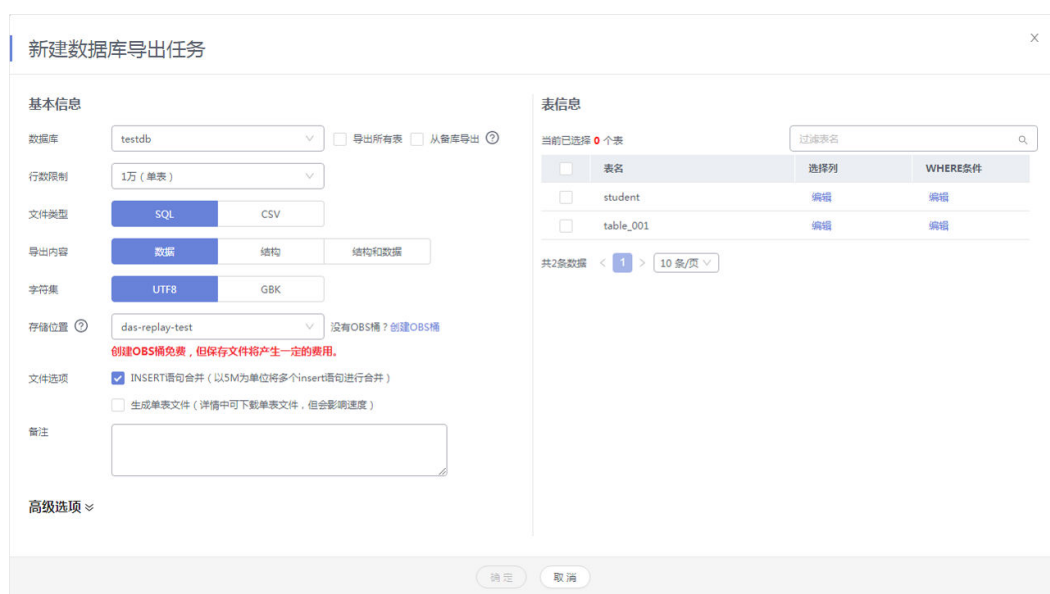 新建数据库导出任务
基本信息
数据库 testdb 导出所有表 从备库导出
行数限制 1万（单表）
文件类型 SQL CSV
导出内容 数据 结构 结构和数据
字符集 UTF8 GBK
存储位置 das-replay-test 没有OBS桶？创建OBS桶
创建OBS桶免费，但保存文件将产生一定的费用。
文件选项 INSERT语句合并（以5M为单位将多个insert语句进行合并）
生成单表文件（详情中可下载单表文件，但会影响速度）
备注
高级选项
表信息
当前已选择 0 个表 过滤表名
表名 选择列 WHERE条件
student 编辑 编辑
table_001 编辑 编辑
共2条数据 < 1 > 10 条/页
确定 取消